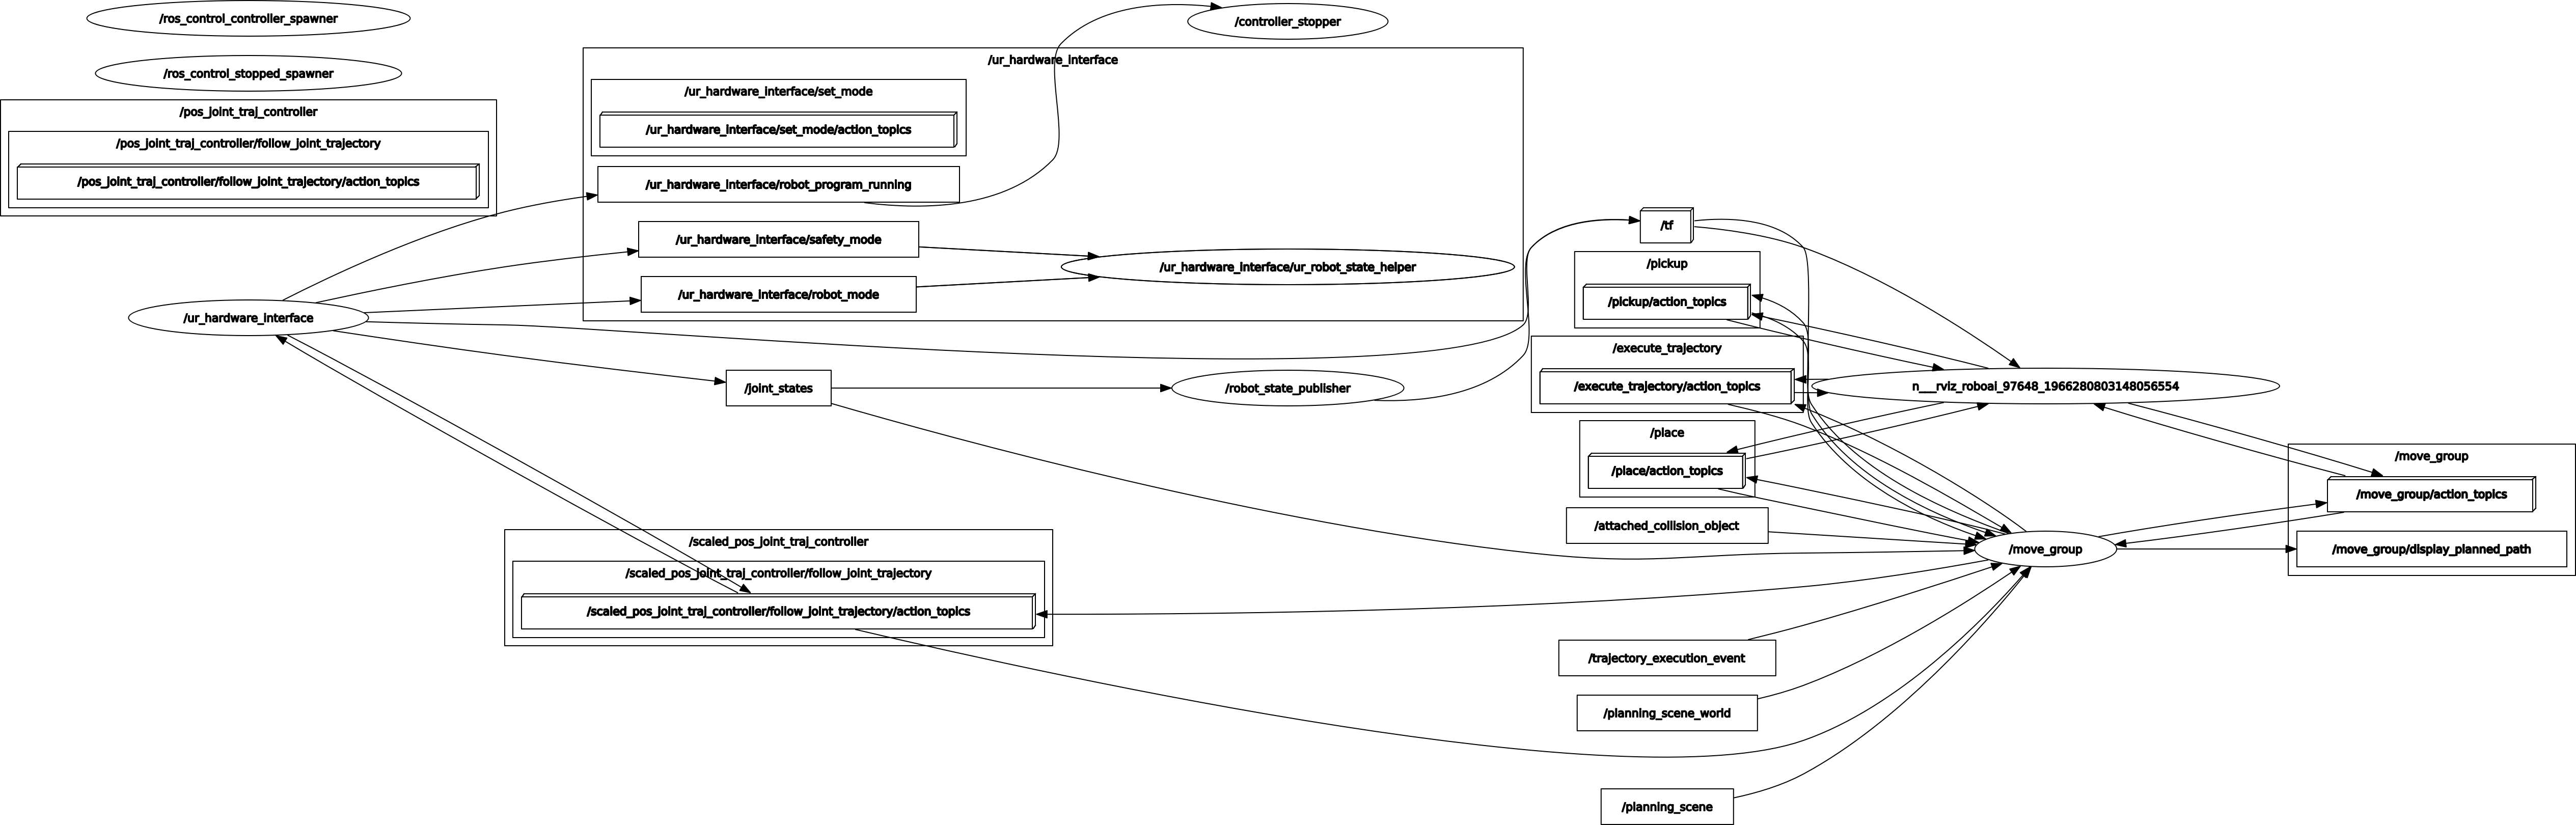 /ros_control_controller_spawner
/ros_control_stopped_spawner
/pos_joint_traj_controller
/pos_joint_traj_controller/follow_joint_trajectory
/pos_joint_traj_controller/follow_joint_trajectory/action_topics
/ur_hardware_interface
/controller_stopper
/ur_hardware_interface
/ur_hardware_interface/set_mode
/ur_hardware_interface/set_mode/action_topics
/ur_hardware_interface/robot_program_running
/ur_hardware_interface/safety_mode
/ur_hardware_interface/robot_mode
/ur_hardware_interface/ur_robot_state_helper
/joint_states
/robot_state_publisher
/scaled_pos_joint_traj_controller
/scaled_pos_joint_traj_controller/follow_joint_trajectory
/scaled_pos_joint_traj_controller/follow_joint_trajectory/action_topics
/tf
/pickup
/pickup/action_topics
/execute_trajectory
/execute_trajectory/action_topics
/place
/place/action_topics
/attached_collision_object
/trajectory_execution_event
/planning_scene_world
/planning_scene
n___rviz_roboai_97648_1966280803148056554
/move_group
/move_group
/move_group/action_topics
/move_group/display_planned_path